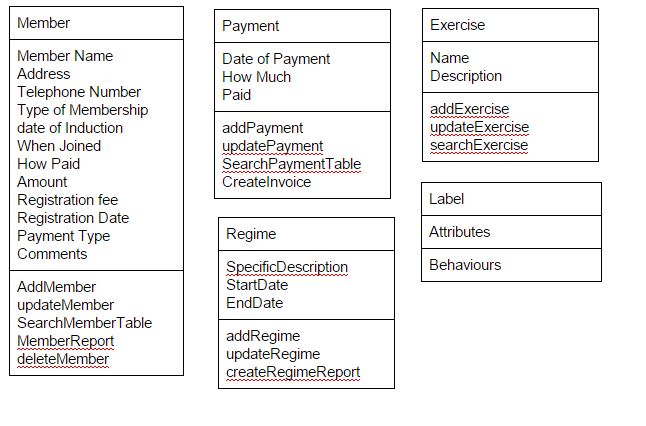 Member
Member Name
Address
Telephone Number
Type of Membership
date of Induction
When Joined
How Paid
Amount
Registration fee
Registration Date
Payment Type
Comments
AddMember
updateMember
SearchMemberTable
MemberReport
deleteMember
Payment
Date of Payment
How Much
Paid
addPayment
updatePayment
SearchPaymentTable
CreateInvoice
Regime
SpecificDescription
StartDate
EndDate
addRegime
updateRegime
createRegimeReport
Exercise
Name
Description
addExercise
updateExercise
searchExercise
Label
Attributes
Behaviours